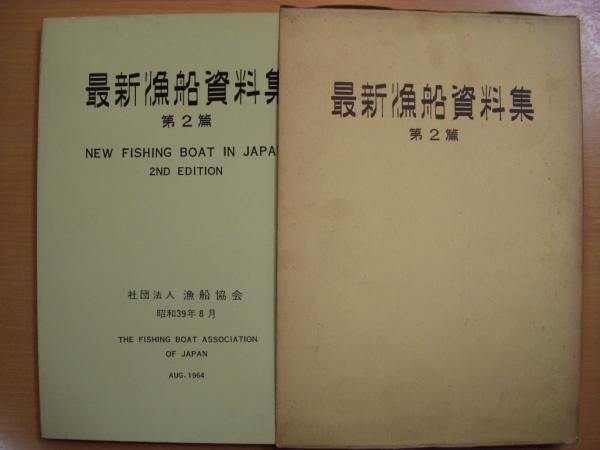 最新漁船資料集
第2篇
NEW FISHING BOAT IN JAPA
2ND EDITION
社団法人 漁船協会
昭和39年8月
THE FISHING BOAT ASSOCIATION
OF JAPAN
AUG. 1964
最新漁船資料集
第2篇